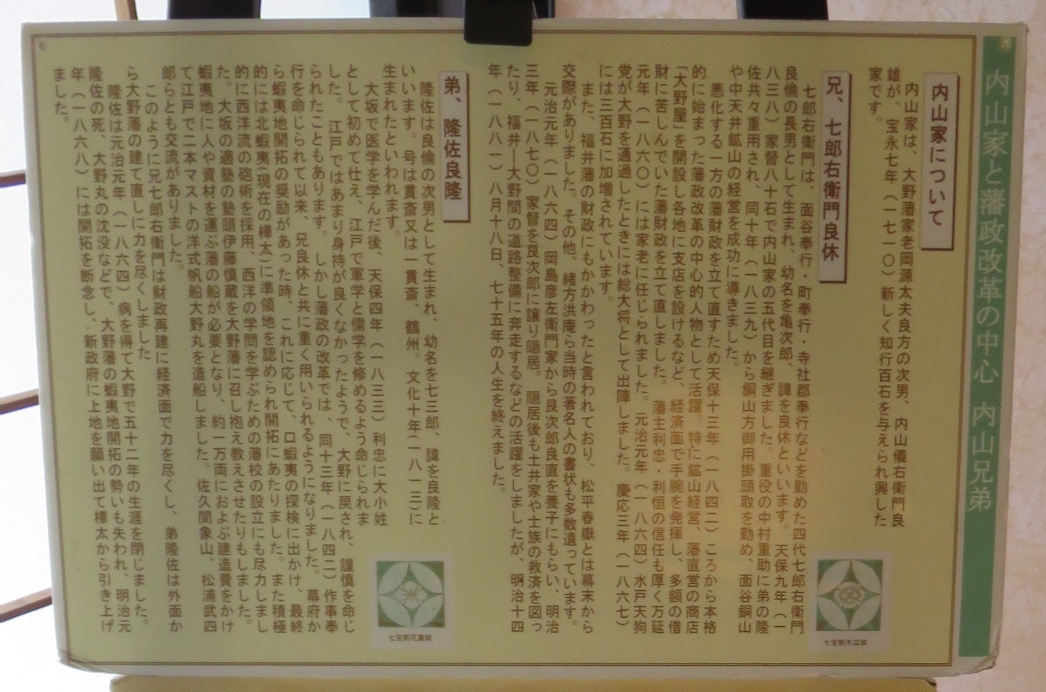 内山家と藩政改革の中心 内山兄弟
内山家について
内山家は、大野藩家老岡源太夫良方の次男、内山儀右衛門良
雄が、宝永七年（一七一〇）新しく知行百石を与えられ興した
家です。
兄、七郎右衛門良休
七郎右衛門は、面谷奉行・町奉行・寺社郡奉行などを勤めた四代七郎右衛門
良倫の長男として生まれ、幼名を亀次郎、諱を良休といいます。天保九年（一
八三八）家督八十石で内山家の五代目を継ぎました。重役の中村重助に弟の隆
佐共々重用され、同十年（一八三九）から銅山方御用掛頭取を勤め、面谷銅山
や中天井鉱山の経営を成功に導きました。
悪化する一方の藩財政を立て直すため天保十三年（一八四二）ころから本格
的に始まった藩政改革の中心的人物として活躍、特に鉱山経営、藩直営の商店
「大野屋」を開設し各地に支店を設けるなど、経済面で手腕を発揮し、多額の借
財に苦しんでいた藩財政を立て直しました。藩主利忠・利恒の信任も厚く万延
元年（一八六〇）には家老に任じられました。元治元年（一八六四）水戸天狗
党が大野を通過したときには総大将として出陣しました。慶応三年（一八六七）
には三百石に加増されています。
また、福井藩の財政にもかかわったと言われており、松平春嶽とは幕末から
交際がありました。その他、緒方洪庵ら当時の著名人の書状も多数遺っています。
元治元年（一八六四）岡島彦左衛門家から良次郎良直を養子にもらい、明治
三年（一八七〇）家督を良次郎に譲り隠居。隠居後も土井家や士族の救済を図っ
たり、福井―大野間の道路整備に奔走するなどの活躍をしましたが、明治十四
年（一八八一）八月十八日、七十五年の人生を終えました。
弟、隆佐良隆
隆佐は良倫の次男として生まれ、幼名を七三郎、諱を良隆と
いいます。号は貫斎又は一貫斎、鶴州。文化十年（一八一三）に
生まれたといわれます。
大坂で医学を学んだ後、天保四年（一八三三）利忠に大小姓
として初めて仕え、江戸で軍学と儒学を修めるよう命じられま
した。江戸ではあまり身持が良くなかったようで、大野に戻され、謹慎を命じ
られたこともあります。しかし藩政の改革では、同十三年（一八四二）作事奉
行を命じられて以来、兄良休と共に重く用いられるようになりました。幕府か
ら蝦夷地開拓の奨励があった時、これに応じて、口蝦夷の探検に出かけ、最終
的には北蝦夷（現在の樺太）に準領地を認められ開拓にあたりました。また積極
的に西洋流の砲術を採用、西洋の学問を学ぶための藩校の設立にも尽力しまし
た。大坂の適塾の塾頭伊藤慎蔵を大野藩に召し抱え教えさせたりもしました。
蝦夷地に人や資材を運ぶ藩の船が必要となり、約一万両におよぶ建造費をかけ
て江戸で二本マストの洋式帆船大野丸を造船しました。佐久間象山、松浦武四
郎らとも交流がありました。
このように兄七郎右衛門は財政再建に経済面で力を尽くし、弟隆佐は外面か
ら大野藩の建て直しに力を尽くしました
隆佐は元治元年（一八六四）病を得て大野で五十二年の生涯を閉じました。
隆佐の死、大野丸の沈没などで、大野藩の蝦夷地開拓の勢いも失われ、明治元
年（一八六八）には開拓を断念し、新政府に上地を願い出て樺太から引き上げ
ました。